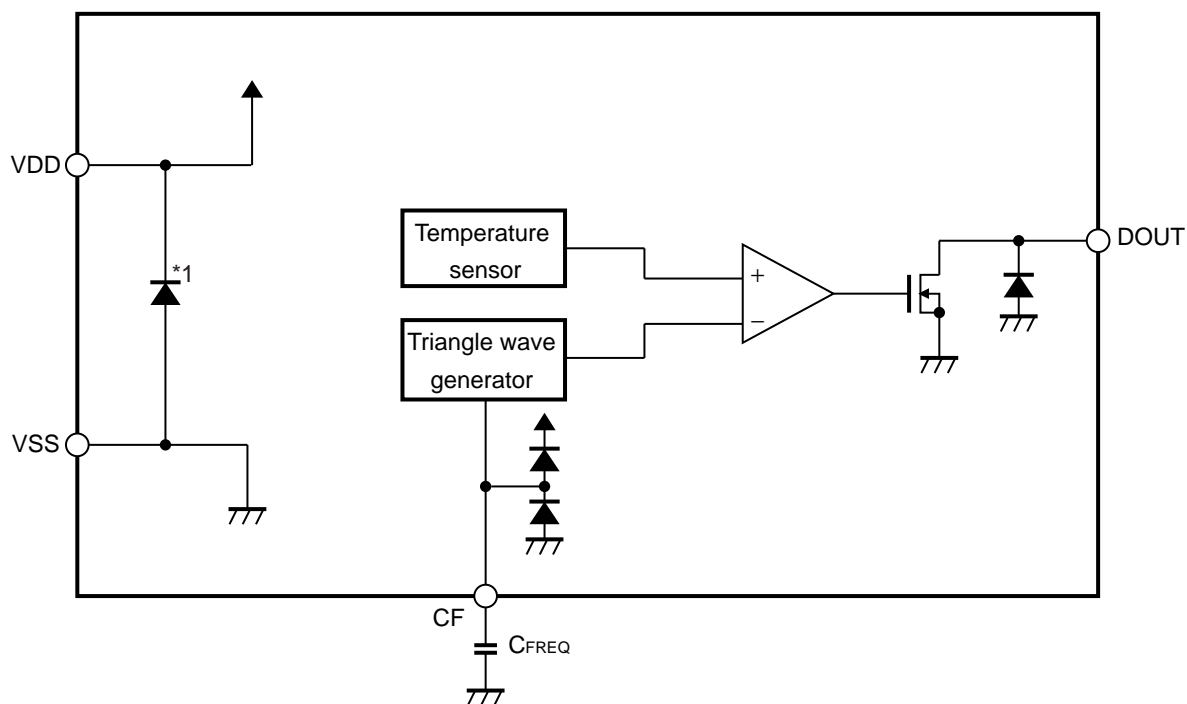 VDD
*1
Temperature
sensor
+
−
DOUT
Triangle wave
generator
VSS
CF
CFREQ